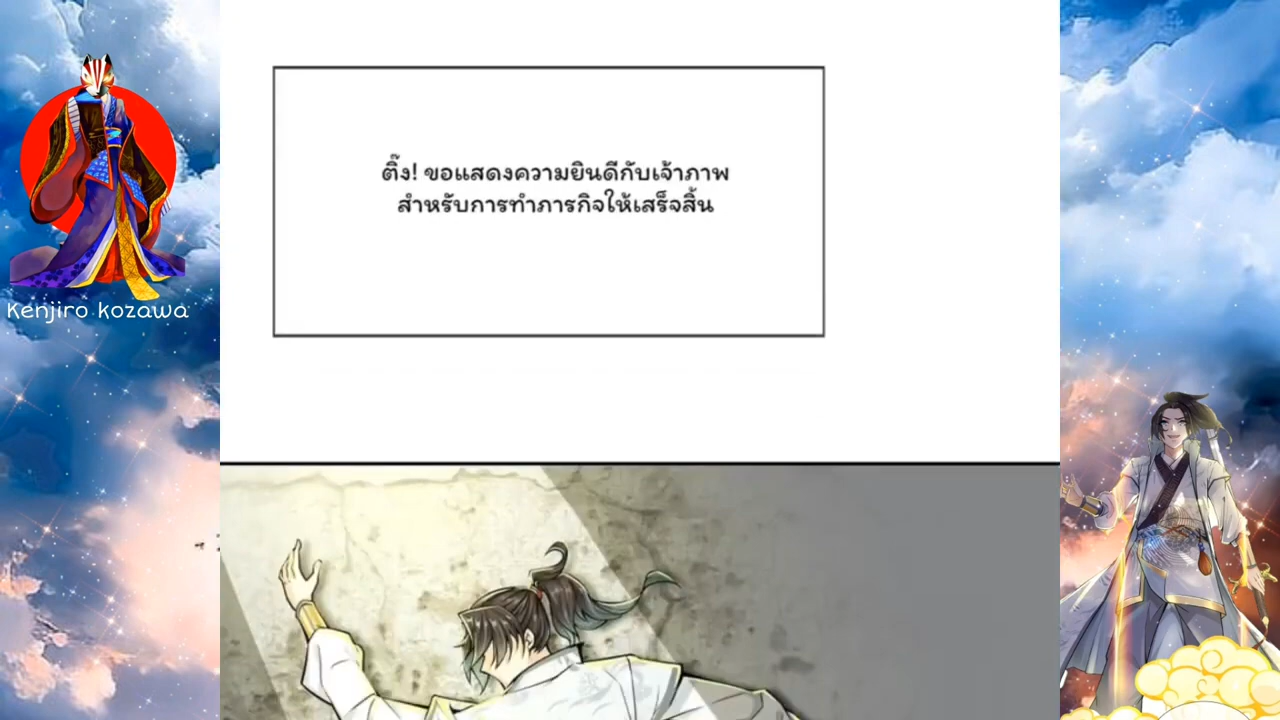 ติ๊ง! ขอแสดงความยินดีกับเจ้าภาพ
สำหรับการทำภารกิจให้เสร็จสิ้น
Kenjiro kozawa